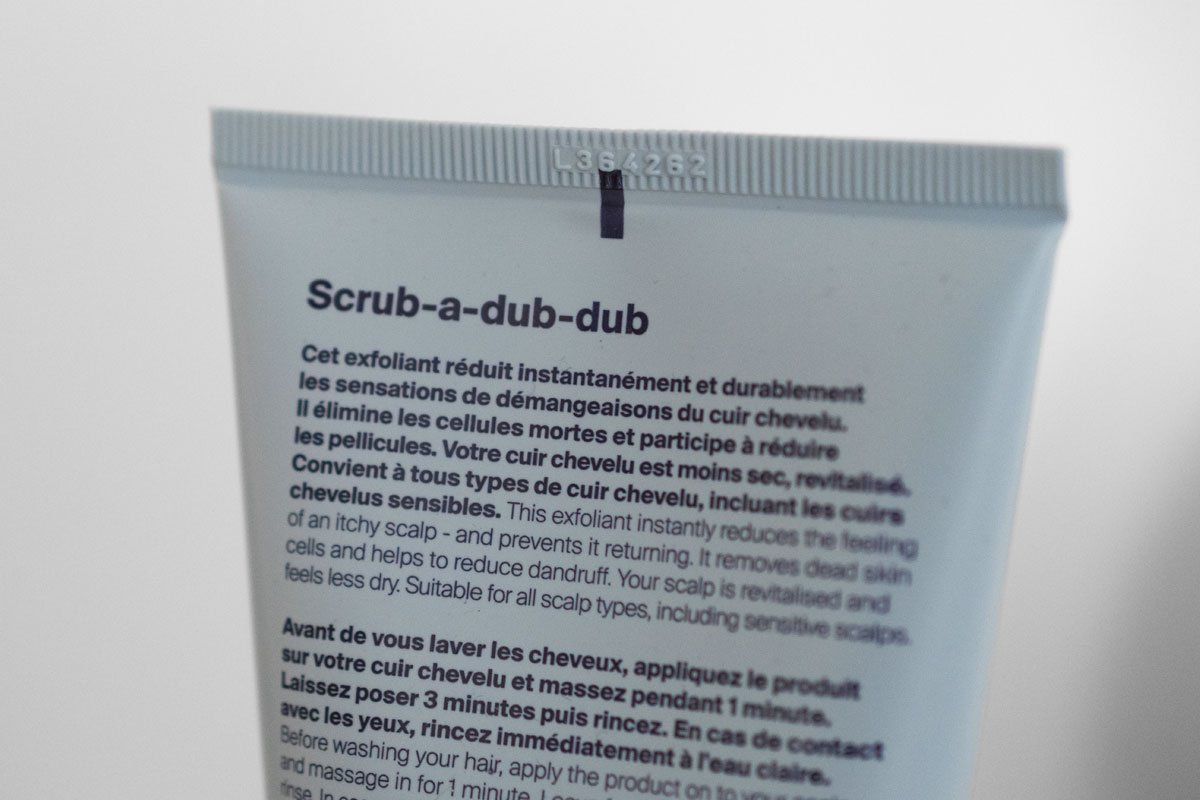 L364262
Scrub-a-dub-dub
Cet exfoliant réduit instantanément et durablement
les sensations de démangeaisons du cuir chevelu.
Il élimine les cellules mortes et participe à réduire
les pellicules. Votre cuir chevelu est moins sec, revitalisé.
Convient à tous types de cuir chevelu, incluant les cuirs
chevelus sensibles. This exfoliant instantly reduces the feeling
of an itchy scalp - and prevents it returning. It removes dead skin
cells and helps to reduce dandruff. Your scalp is revitalised and
feels less dry. Suitable for all scalp types, including sensitive scalps.
Avant de vous laver les cheveux, appliquez le produit
sur votre cuir chevelu et massez pendant 1 minute.
Laissez poser 3 minutes puis rincez. En cas de contact
avec les yeux, rincez immédiatement à l'eau claire.
Before washing your hair, apply the product on to your
and massage in for 1 minute.
rinse. In